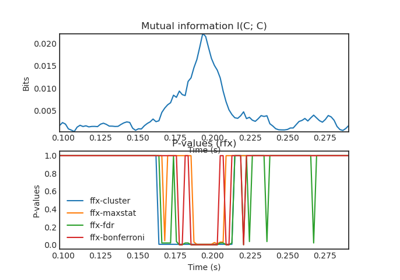 Mutual information I(C; C)
Bits
0.020
0.015
0.010
0.005
0.100 0.125 0.150 0.175 0.200 0.225 0.250 0.275
Time (s)
P-values (rfx)
P-values
1.0
0.8
0.6
0.4
0.2
0.0
ffx-cluster
ffx-maxstat
ffx-fdr
ffx-bonferroni
0.100 0.125 0.150 0.175 0.200 0.225 0.250 0.275
Time (s)